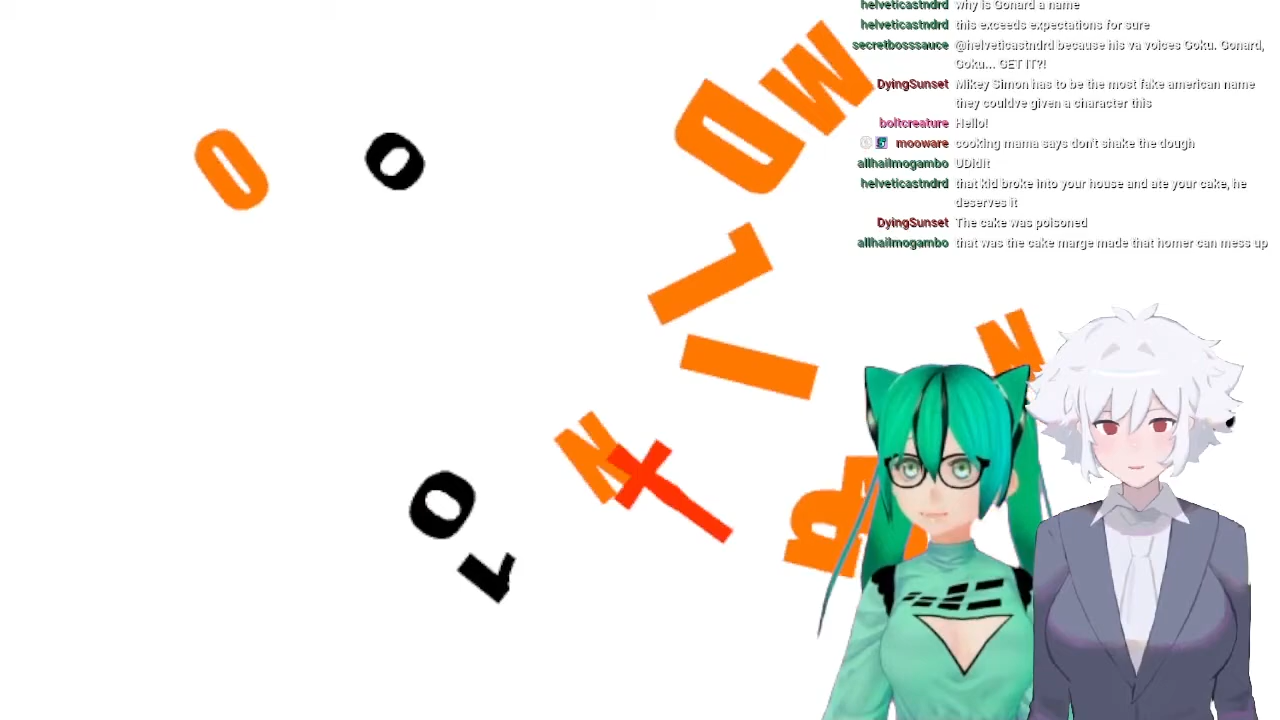 helveticastndrd why is Gonard a name
helveticastndrd this exceeds expectations for sure
secretbosssauce @helveticastndrd because his va voices Goku. Gonard,
Goku... GET IT?!
DyingSunset Mikey Simon has to be the most fake american name
they couldve given a character this
boltcreature Hello!
mooware cooking mama says don't shake the dough
allhailmogambo UDidIt
helveticastndrd that kid broke into your house and ate your cake, he
deserves it
DyingSunset The cake was poisoned
allhailmogambo that was the cake marge made that homer can mess up